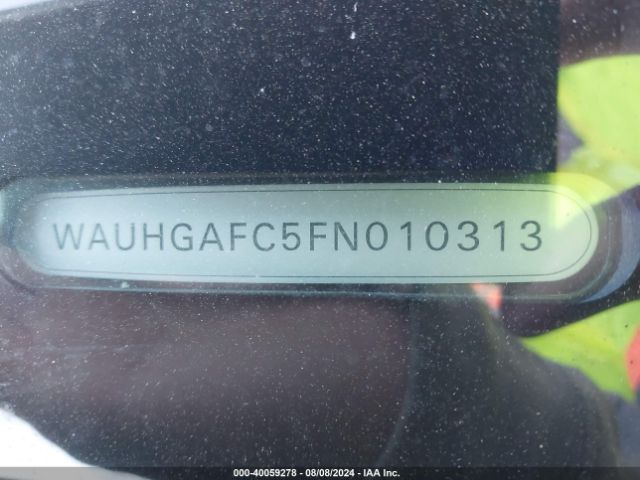 WAUHGAFC5FN010313
000-40059278 - 08/08/2024 - IAA Inc.